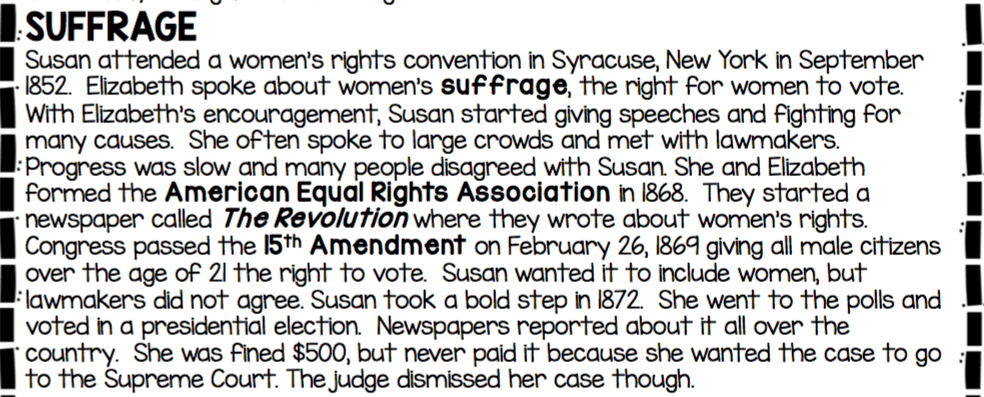 SUFFRAGE
Susan attended a women's rights convention in Syracuse, New York in September
1852. Elizabeth spoke about women's suffrage, the right for women to vote.
With Elizabeth's encouragement, Susan started giving speeches and fighting for
many causes. She often spoke to large crowds and met with lawmakers.
Progress was slow and many people disagreed with Susan. She and Elizabeth
formed the American Equal Rights Association in 1868. They started a
newspaper called The Revolution where they wrote about women's rights.
Congress passed the 15th Amendment on February 26, 1869 giving all male citizens
over the age of 21 the right to vote. Susan wanted it to include women, but
lawmakers did not agree. Susan took a bold step in 1872. She went to the polls and
voted in a presidential election. Newspapers reported about it all over the
country. She was fined $500, but never paid it because she wanted the case to go
to the Supreme Court. The judge dismissed her case though.